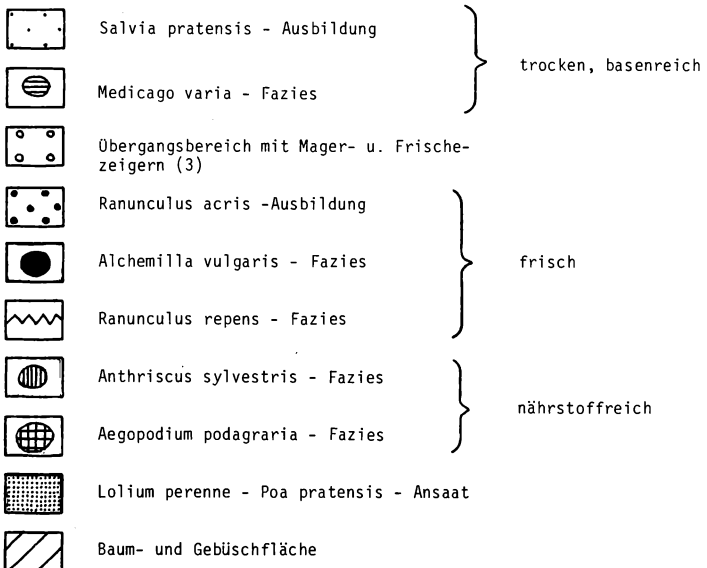 Salvia pratensis - Ausbildung
trocken, basenreich
Medicago varia - Fazies
Übergangsbereich mit Mager- u. Frische-
zeigern (3)
Ranunculus acris -Ausbildung
Alchemilla vulgaris - Fazies
frisch
Ranunculus repens - Fazies
Anthriscus sylvestris - Fazies
nährstoffreich
Aegopodium podagraria - Fazies
Lolium perenne - Poa pratensis - Ansaat
Baum- und Gebüschfläche